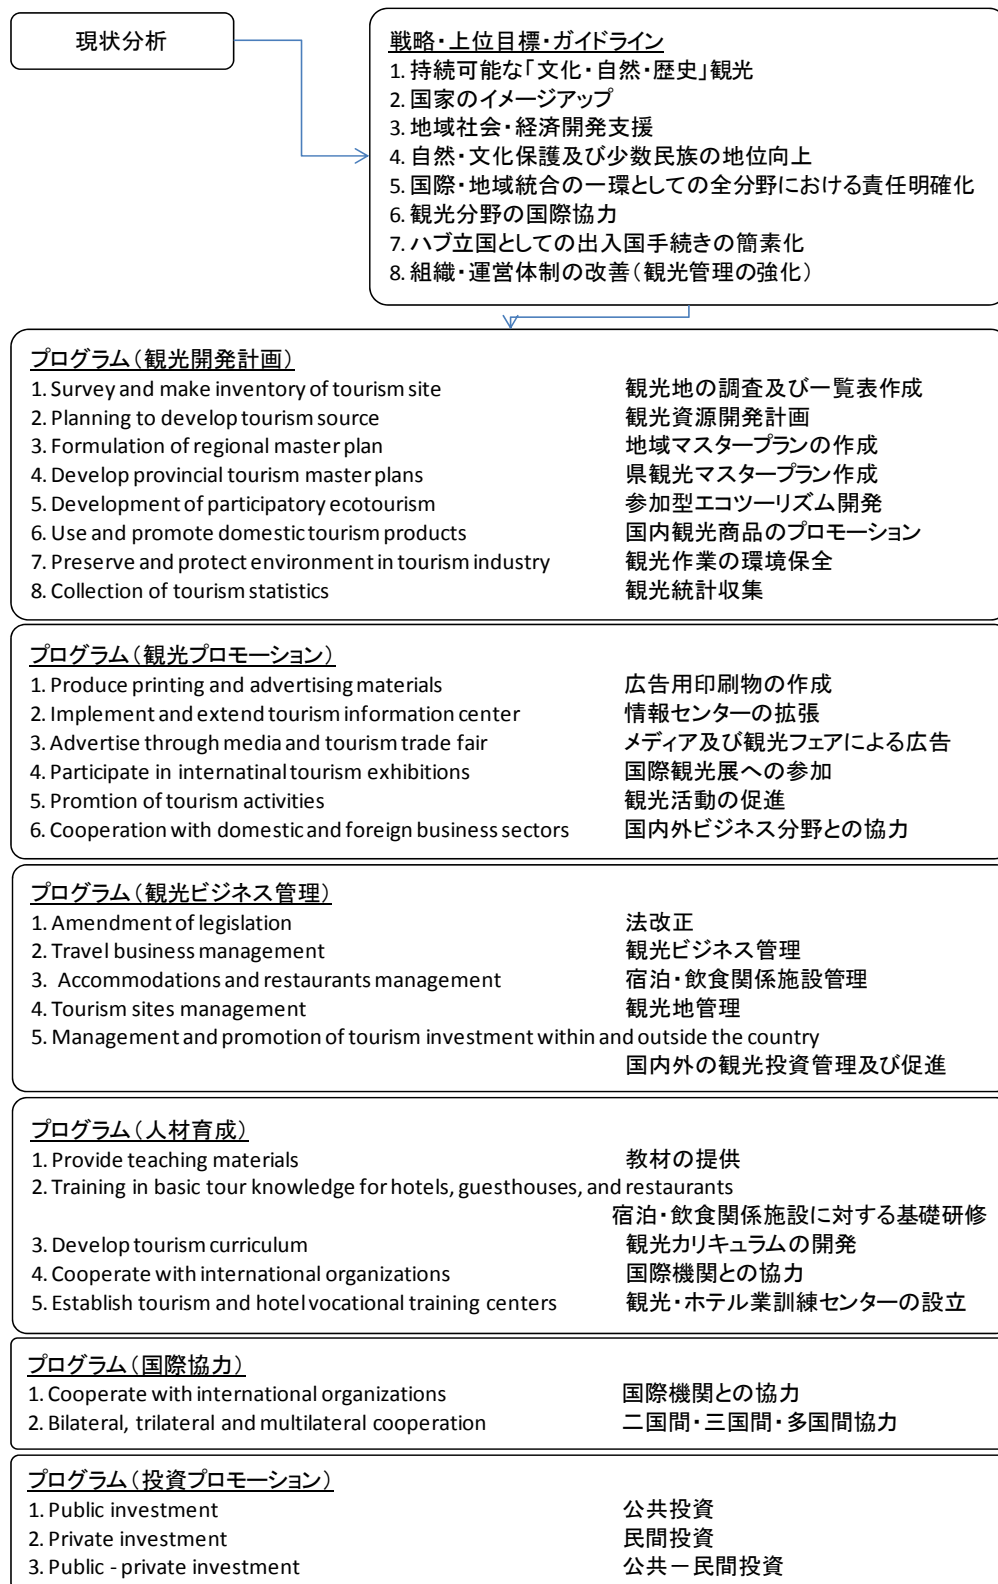 現状分析
戦略・上位目標・ガイドライン
1. 持続可能な「文化・自然・歴史」観光
2. 国家のイメージアップ
3. 地域社会・経済開発支援
4. 自然・文化保護及び少数民族の地位向上
5. 国際・地域統合の一環としての全分野における責任明確化
6. 観光分野の国際協力
7. ハブ立国としての出入国手続きの簡素化
8. 組織・運営体制の改善（観光管理の強化）
プログラム（観光開発計画）
1. Survey and make inventory of tourism site 観光地の調査及び一覧表作成
2. Planning to develop tourism source 観光資源開発計画
3. Formulation of regional master plan 地域マスタープランの作成
4. Develop provincial tourism master plans 県観光マスタープラン作成
5. Development of participatory ecotourism 参加型エコツーリズム開発
6. Use and promote domestic tourism products 国内観光商品のプロモーション
7. Preserve and protect environment in tourism industry 観光作業の環境保全
8. Collection of tourism statistics 観光統計収集
プログラム（観光プロモーション）
1. Produce printing and advertising materials 広告用印刷物の作成
2. Implement and extend tourism information center 情報センターの拡張
3. Advertise through media and tourism trade fair メディア及び観光フェアによる広告
4. Participate in internatinal tourism exhibitions 国際観光展への参加
5. Promtion of tourism activities 観光活動の促進
6. Cooperation with domestic and foreign business sectors 国内外ビジネス分野との協力
プログラム（観光ビジネス管理）
1. Amendment of legislation 法改正
2. Travel business management 観光ビジネス管理
3. Accommodations and restaurants management 宿泊・飲食関係施設管理
4. Tourism sites management 観光地管理
5. Management and promotion of tourism investment within and outside the country
国内外の観光投資管理及び促進
プログラム（人材育成）
1. Provide teaching materials 教材の提供
2. Training in basic tour knowledge for hotels, guesthouses, and restaurants
宿泊・飲食関係施設に対する基礎研修
3. Develop tourism curriculum 観光カリキュラムの開発
4. Cooperate with international organizations 国際機関との協力
5. Establish tourism and hotel vocational training centers 観光・ホテル業訓練センターの設立
プログラム（国際協力）
1. Cooperate with international organizations 国際機関との協力
2. Bilateral, trilateral and multilateral cooperation 二国間・三国間・多国間協力
プログラム（投資プロモーション）
1. Public investment 公共投資
2. Private investment 民間投資
3. Public - private investment 公共－民間投資